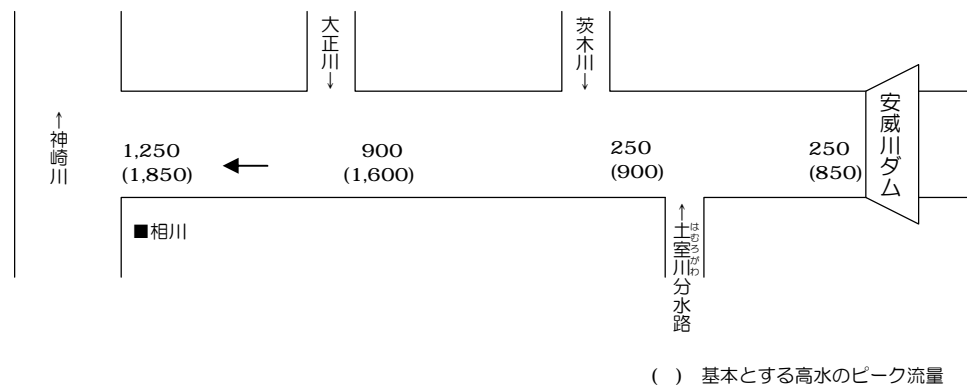 大正川→
茨木川→
安威川ダム
←神崎川
1,250
(1,850)
900
(1,600)
250
(900)
250
(850)
■相川
←土室川分水路
はむろがわ
( ) 基本とする高水のピーク流量